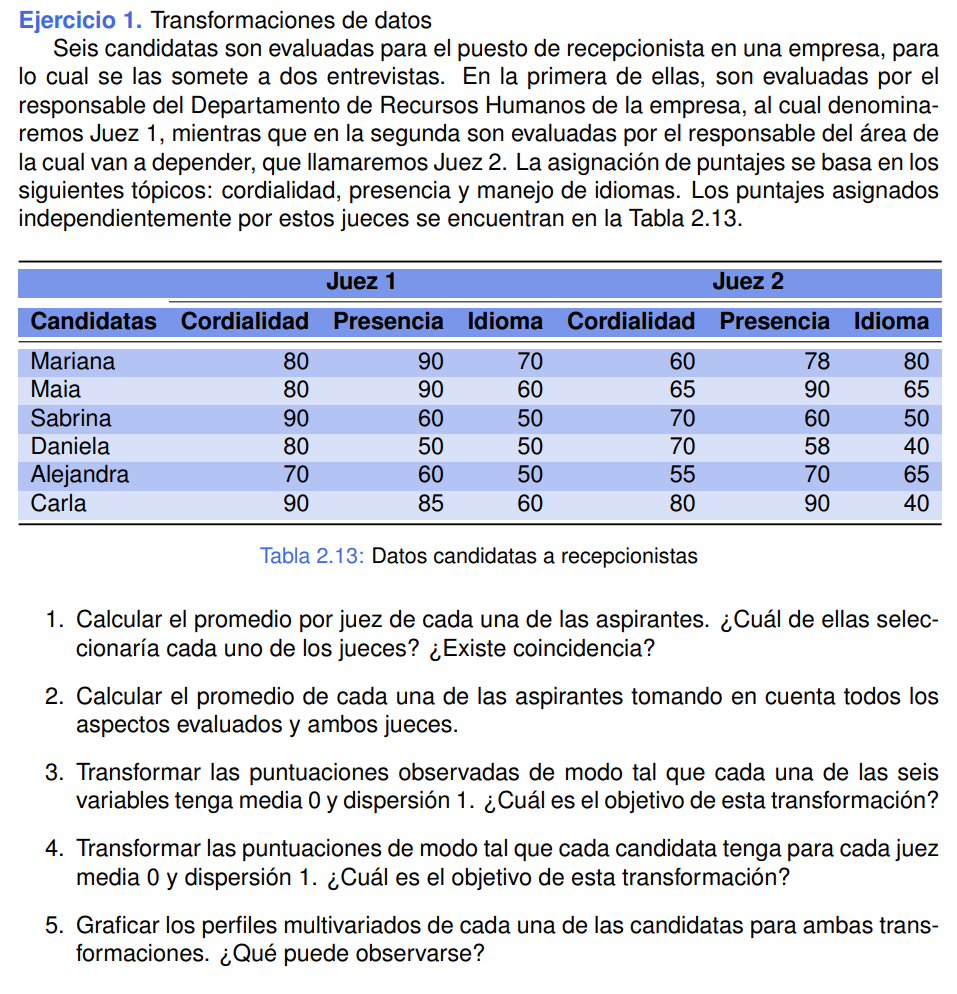 Ejercicio 1. Transformaciones de datos
Seis candidatas son evaluadas para el puesto de recepcionista en una empresa, para
lo cual se las somete a dos entrevistas. En la primera de ellas, son evaluadas por el
responsable del Departamento de Recursos Humanos de la empresa, al cual denomina-
remos Juez 1, mientras que en la segunda son evaluadas por el responsable del área de
la cual van a depender, que llamaremos Juez 2. La asignación de puntajes se basa en los
siguientes tópicos: cordialidad, presencia y manejo de idiomas. Los puntajes asignados
independientemente por estos jueces se encuentran en la Tabla 2.13.
Juez 1 Juez 2
Candidatas Cordialidad Presencia Idioma Cordialidad Presencia Idioma
Mariana 80 90 70 60 78 80
Maia 80 90 60 65 90 65
Sabrina 90 60 50 70 60 50
Daniela 80 50 50 70 58 40
Alejandra 70 60 50 55 70 65
Carla 90 85 60 80 90 40
Tabla 2.13: Datos candidatas a recepcionistas
1. Calcular el promedio por juez de cada una de las aspirantes. ¿Cuál de ellas selec-
cionaría cada uno de los jueces? ¿Existe coincidencia?
2. Calcular el promedio de cada una de las aspirantes tomando en cuenta todos los
aspectos evaluados y ambos jueces.
3. Transformar las puntuaciones observadas de modo tal que cada una de las seis
variables tenga media 0 y dispersión 1. ¿Cuál es el objetivo de esta transformación?
4. Transformar las puntuaciones de modo tal que cada candidata tenga para cada juez
media 0 y dispersión 1. ¿Cuál es el objetivo de esta transformación?
5. Graficar los perfiles multivariados de cada una de las candidatas para ambas trans-
formaciones. ¿Qué puede observarse?